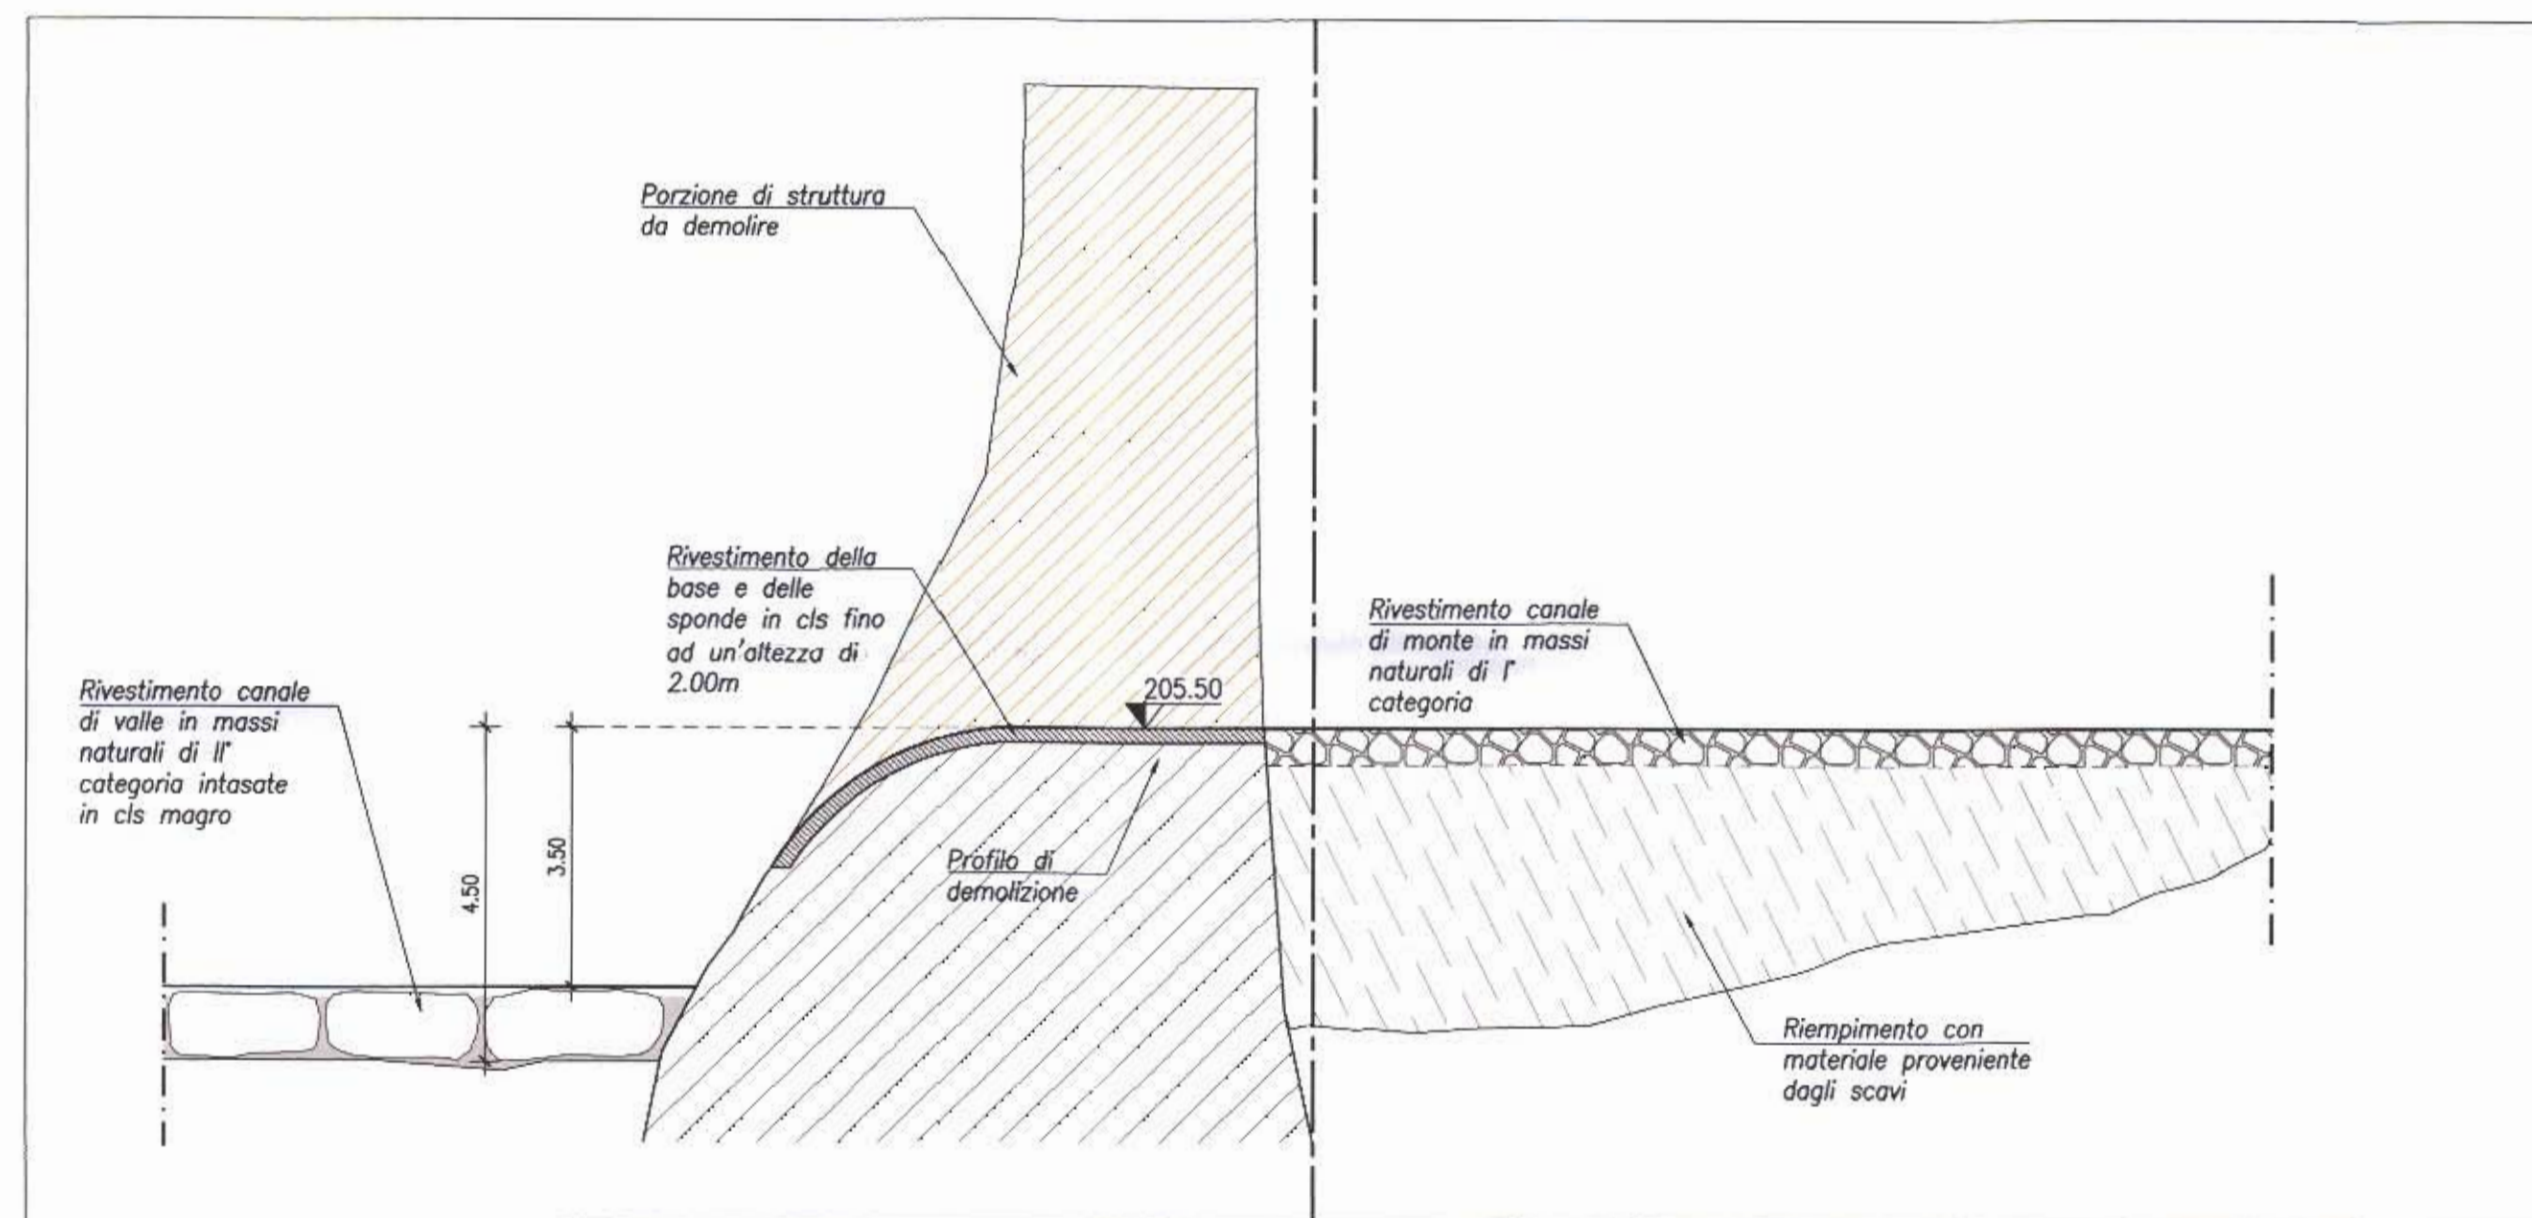 Porzione di struttura
da demolire
Rivestimento della
base e delle
sponde in cls fino
ad un'altezza di
2.00m
Rivestimento canale
di monte in massi
naturali di I°
categoria
205.50
Rivestimento canale
di valle in massi
naturali di II°
categoria intasate
in cls magro
4.50
3.50
Profilo di
demolizione
Riempimento con
materiale proveniente
dagli scavi